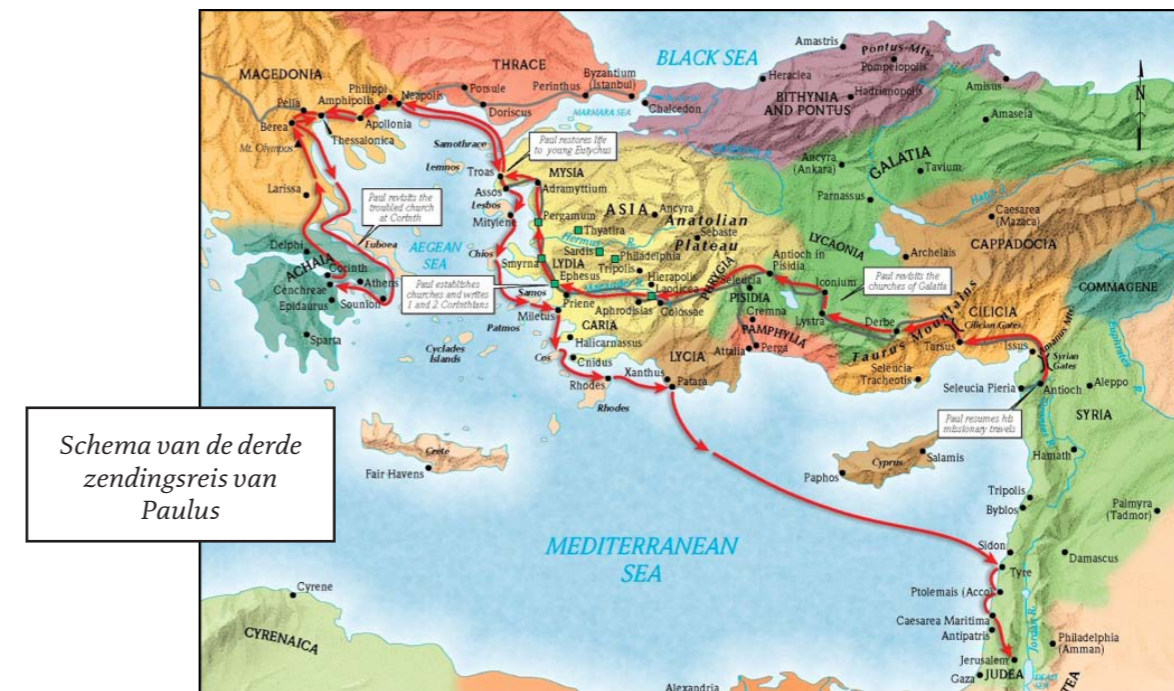 BLACK SEA
Amastris
Pontus Mts.
Pompeiopolis
THRACE
MACEDONIA
Byzantium
(Istanbul)
Perinthus
Heraclea
Hadrianopolis
Amisus
BITHYNIA
AND PONTUS
Philippi
Neapolis
Porsule
Doriscus
Chalcedon
Pella
Amphipolis
MARMARA SEA
Amaseia
Berea
Apollonia
Thessalonica
Mt. Olympus
Samothrace
Paul restores life
to young Eutychus
N
GALATIA
Lemnos
Troas
MYSIA
Ancyra
(Ankara)
Tavium
Larissa
Assos
Adramyttium
Parnassus
Paul revisits the
troubled church
at Corinth
Lesbos
Mitylene
ASIA
Ancyra
Pergamum
Anatolian
Plateau
Caesarea
(Mazaca)
Thyatira
Sebaste
LYCAONIA
CAPPADOCIA
Delphi
Euboea
AEGEAN
SEA
Chios
Hermus R.
Sardis
Philadelphia
Archelais
ACHAIA
Smyrna
LYDIA
Tripolis
Hierapolis
PHRYGIA
Antioch in
Pisidia
Corinth
Athens
Ephesus
Laodicea
Seleucia
Iconium
Paul revisits the
churches of Galatia
COMMAGENE
Cenchreae
Paul establishes
churches and writes
1 and 2 Corinthians
Samos
Priene
Aphrodisias
Colossae
PISIDIA
Cremna
Epidaurus
Sounion
Miletus
Lystra
Derbe
CILICIA
Cilician Gates
Sparta
Patmos
CARIA
PAMPHYLIA
Taurus Mountains
Tarsus
Issus
Amanus Mts.
Euphrates R.
Cyclades
Islands
Halicarnassus
LYCIA
Attalia
Perga
Syrian
Gates
Cos
Cnidus
Xanthus
Seleucia
Tracheotis
Rhodes
Patara
Seleucia Pieria
Antioch
Aleppo
Rhodes
Paul resumes his
missionary travels
SYRIA
Schema van de derde
zendingsreis van
Paulus
Crete
Fair Havens
Cyprus
Salamis
Hamath
Paphos
Tripolis
Byblos
Palmyra
(Tadmor)
MEDITERRANEAN
SEA
Sidon
Damascus
Tyre
Cyrene
Ptolemais (Acco)
CYRENAICA
Caesarea Maritima
Antipatris
Jordan R.
Philadelphia
(Amman)
Jerusalem
JUDEA
Gaza
Alexandria